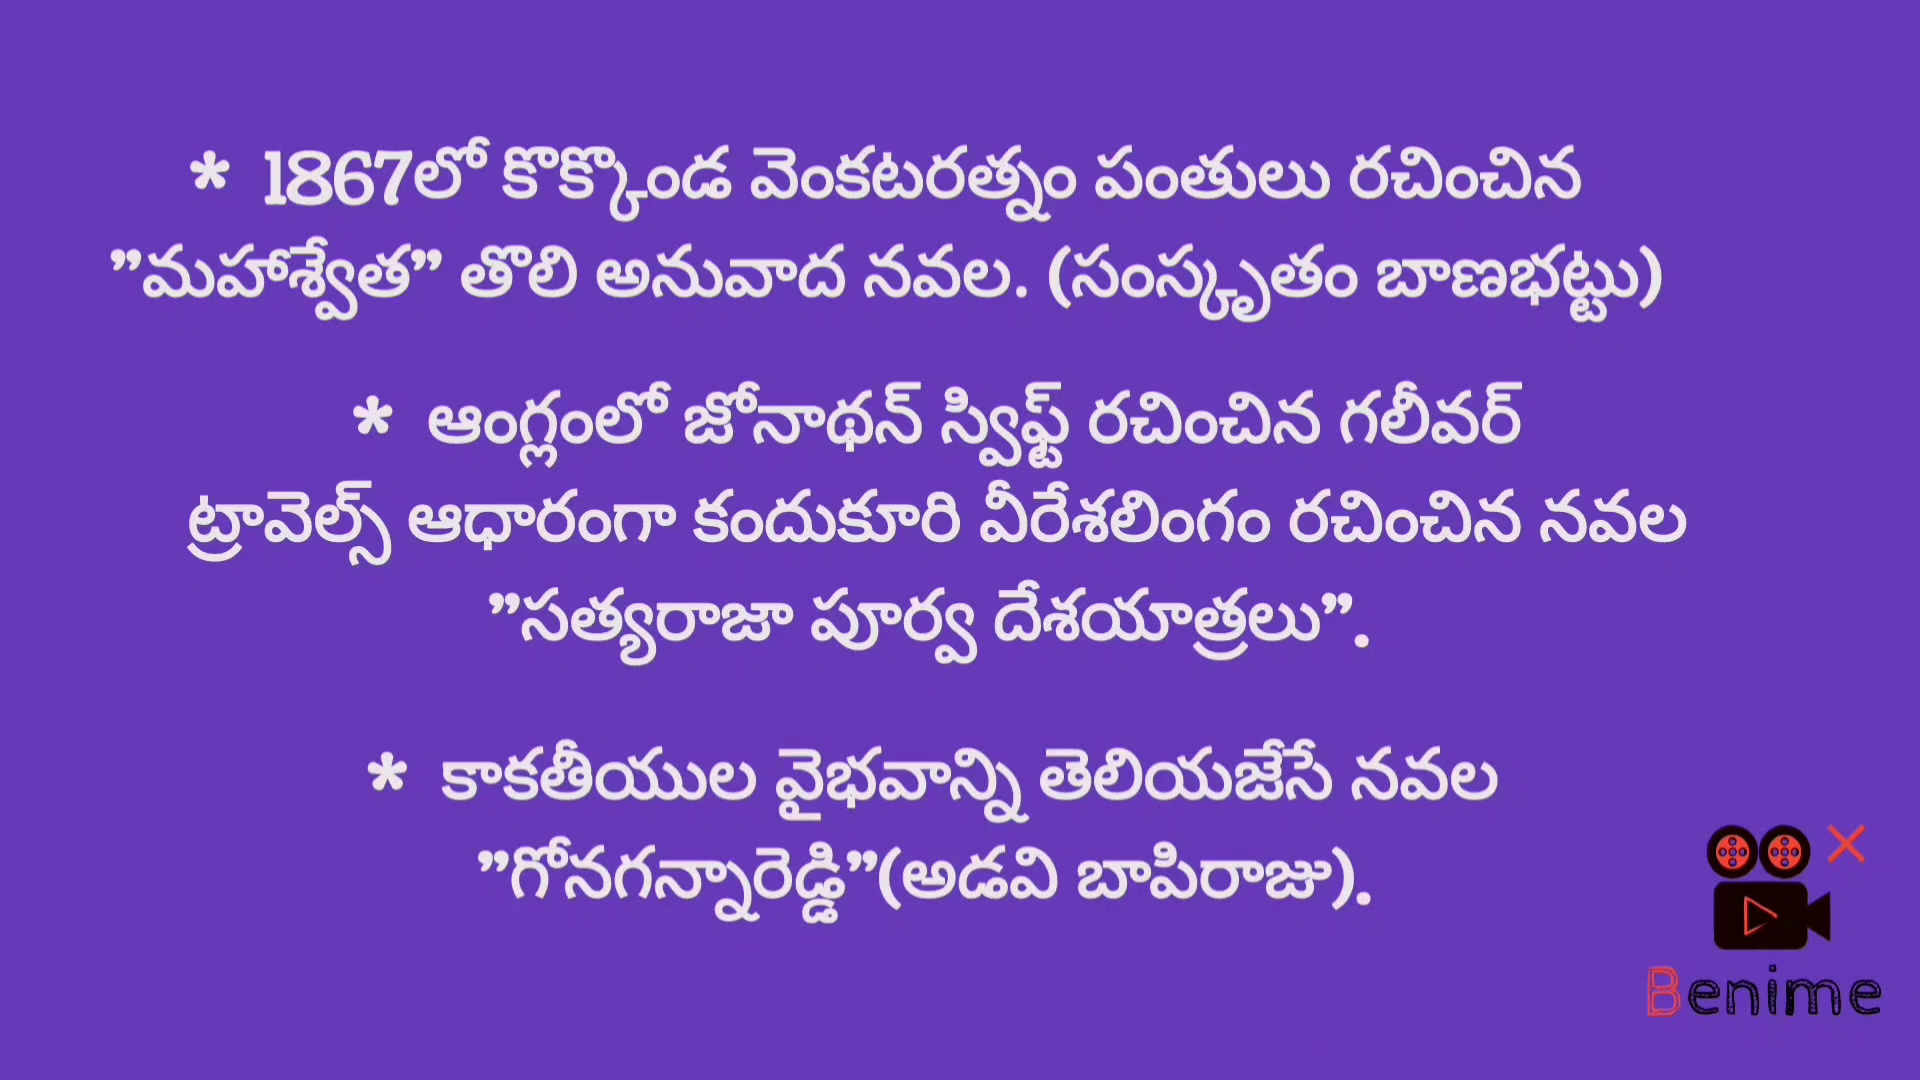 * 1867లో కొక్కొండ వెంకటరత్నం పంతులు రచించిన
”మహాశ్వేత” తొలి అనువాద నవల. (సంస్కృతం బాణభట్టు)
* ఆంగ్లంలో జోనాథన్ స్విఫ్ట్ రచించిన గలీవర్
ట్రావెల్స్ ఆధారంగా కందుకూరి వీరేశలింగం రచించిన నవల
”సత్యరాజా పూర్వ దేశయాత్రలు”.
* కాకతీయుల వైభవాన్ని తెలియజేసే నవల
”గోనగన్నారెడ్డి”(అడవి బాపిరాజు).
Benime